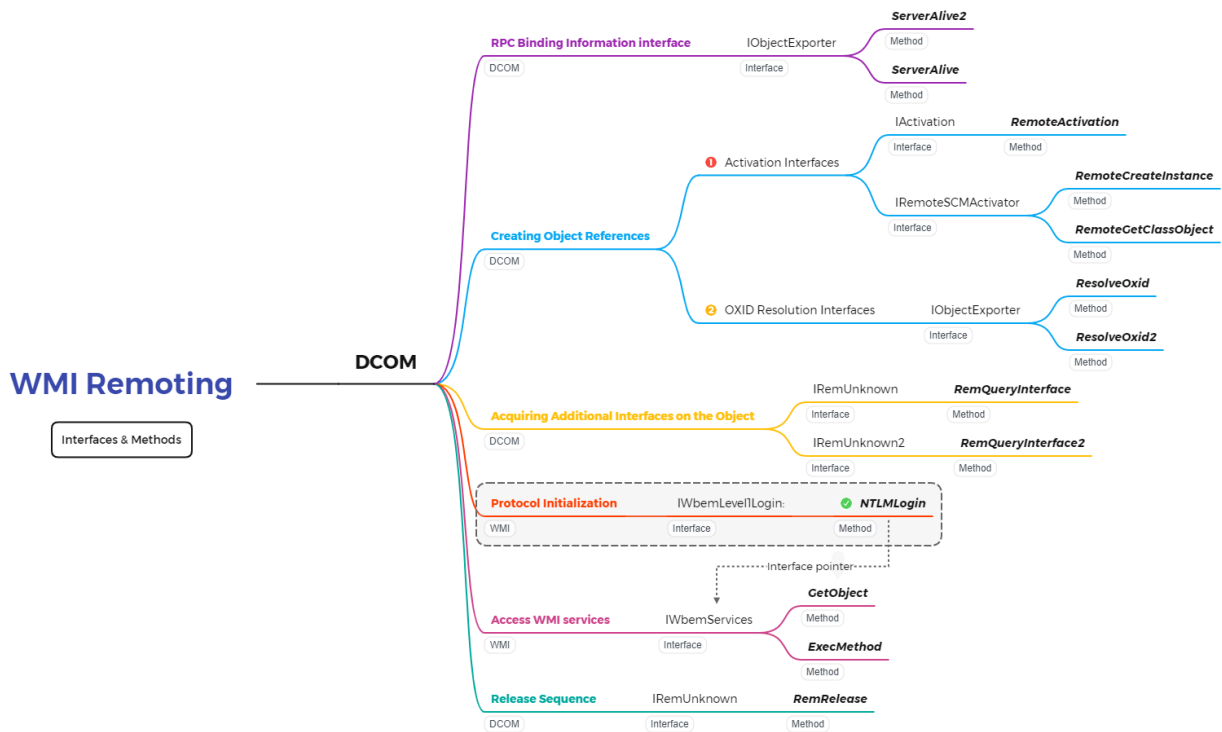 WMI Remoting
Interfaces & Methods
DCOM
RPC Binding Information interface
DCOM
IObjectExporter
Interface
ServerAlive2
Method
ServerAlive
Method
Creating Object References
DCOM
1 Activation Interfaces
IActivation
Interface
RemoteActivation
Method
IRemoteSCMActivator
Interface
RemoteCreateInstance
Method
RemoteGetClassObject
Method
2 OXID Resolution Interfaces
IObjectExporter
Interface
ResolveOxid
Method
ResolveOxid2
Method
Acquiring Additional Interfaces on the Object
DCOM
IRemUnknown
Interface
RemQueryInterface
Method
IRemUnknown2
Interface
RemQueryInterface2
Method
Protocol Initialization
WMI
IWbemLevel1Login:
Interface
NTLMLogin
Method
Interface pointer
Access WMI services
WMI
IWbemServices
Interface
GetObject
Method
ExecMethod
Method
Release Sequence
DCOM
IRemUnknown
Interface
RemRelease
Method